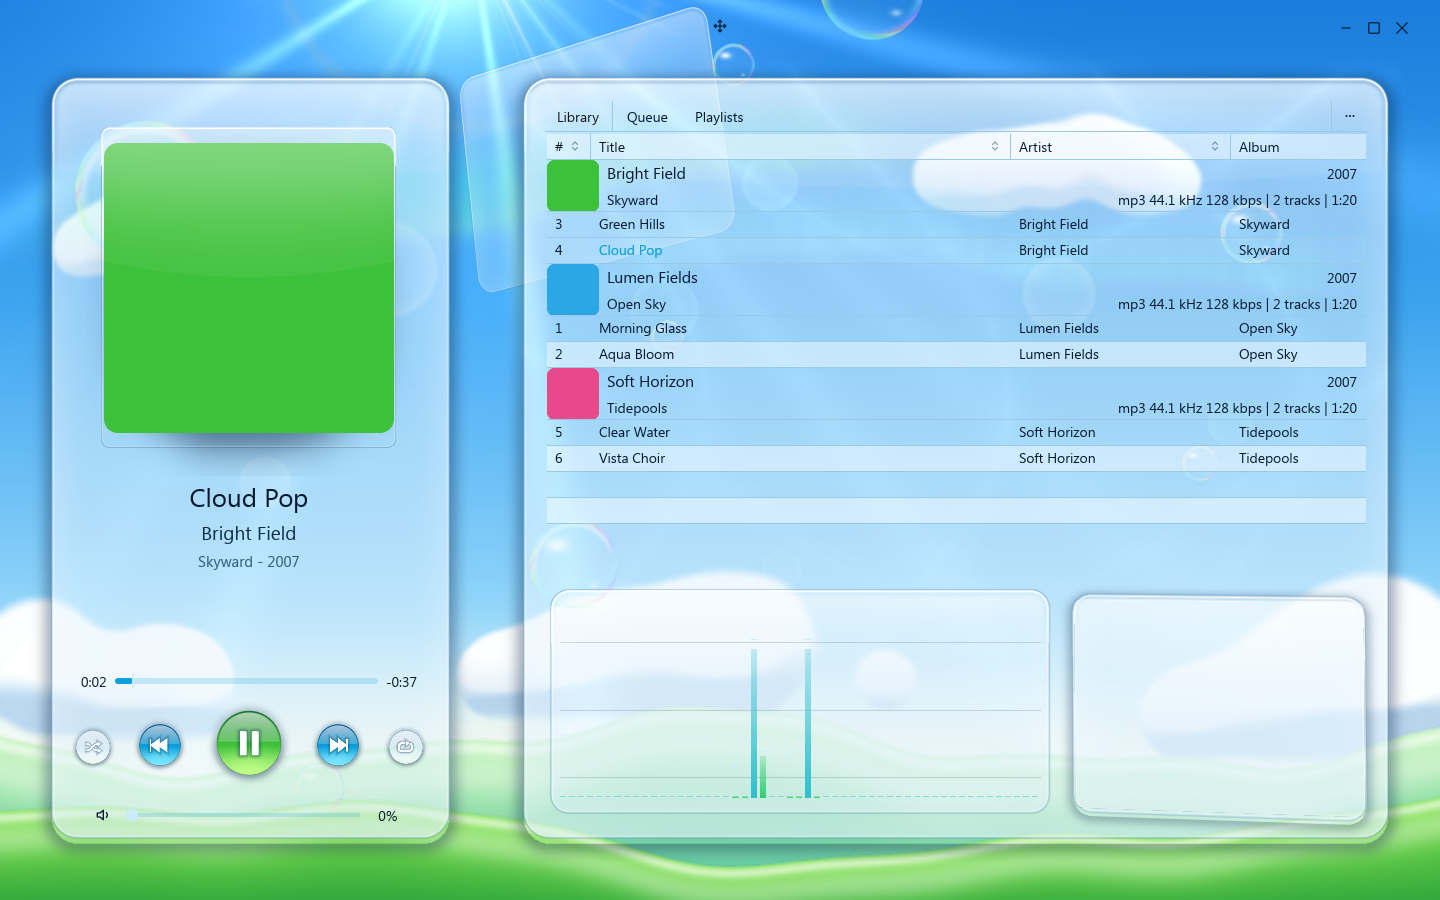 Library Queue Playlists ...
# Title Artist Album
Bright Field 2007
Skyward mp3 44.1 kHz 128 kbps | 2 tracks | 1:20
3 Green Hills Bright Field Skyward
4 Cloud Pop Bright Field Skyward
Lumen Fields 2007
Open Sky mp3 44.1 kHz 128 kbps | 2 tracks | 1:20
1 Morning Glass Lumen Fields Open Sky
2 Aqua Bloom Lumen Fields Open Sky
Soft Horizon 2007
Tidepools mp3 44.1 kHz 128 kbps | 2 tracks | 1:20
5 Clear Water Soft Horizon Tidepools
6 Vista Choir Soft Horizon Tidepools
Cloud Pop
Bright Field
Skyward - 2007
0:02 -0:37
0%